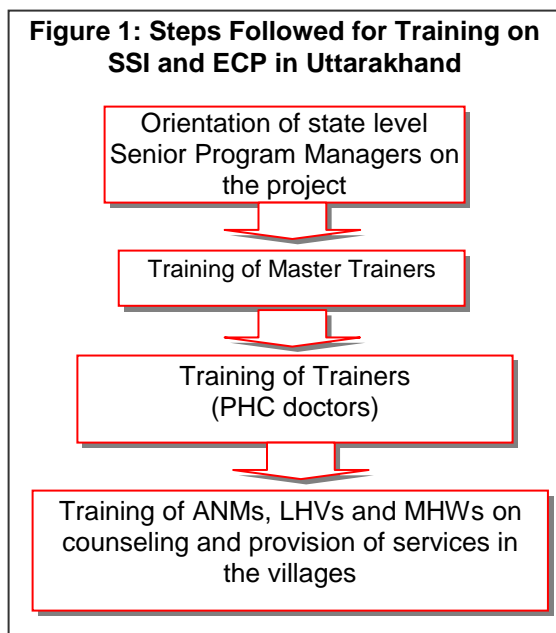 Figure 1: Steps Followed for Training on
SSI and ECP in Uttarakhand
Orientation of state level
Senior Program Managers on
the project
Training of Master Trainers
Training of Trainers
(PHC doctors)
Training of ANMs, LHVs and MHWs on
counseling and provision of services in
the villages